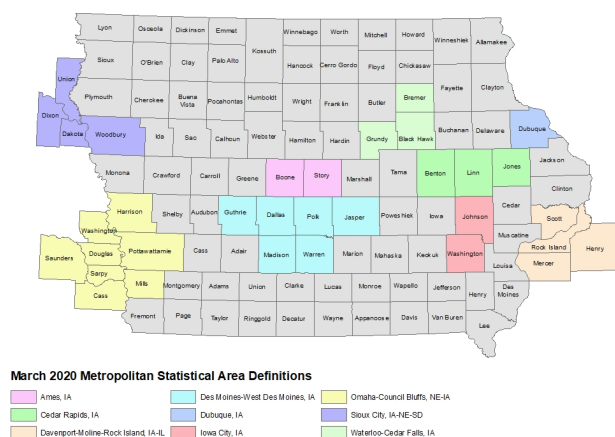 Lyon Osceola Dickinson Emmet Winnebago Worth Mitchell Howard Winneshiek Allamakee
Kossuth
Sioux O'Brien Clay Palo Alto Hancock Cerro Gordo Floyd Chickasaw
Union
Plymouth Cherokee Buena Vista Pocahontas Humboldt Wright Franklin Butler Bremer Fayette Clayton
Dixon Dakota Woodbury Ida Sac Calhoun Webster Hamilton Hardin Grundy Black Hawk Buchanan Delaware Dubuque
Monona Crawford Carroll Greene Boone Story Marshall Tama Benton Linn Jones Jackson
Clinton
Harrison Shelby Audubon Guthrie Dallas Polk Jasper Poweshiek Iowa Johnson Cedar Scott
Washington
Muscatine
Saunders Douglas Pottawattamie Cass Adair Madison Warren Marion Mahaska Keokuk Washington Louisa Rock Island Henry
Sarpy Mercer
Cass Mills Montgomery Adams Union Clarke Lucas Monroe Wapello Jefferson Henry Des Moines
Fremont Page Taylor Ringgold Decatur Wayne Appanoose Davis Van Buren Lee
March 2020 Metropolitan Statistical Area Definitions
Ames, IA Des Moines-West Des Moines, IA Omaha-Council Bluffs, NE-IA
Cedar Rapids, IA Dubuque, IA Sioux City, IA-NE-SD
Davenport-Moline-Rock Island, IA-IL Iowa City, IA Waterloo-Cedar Falls, IA